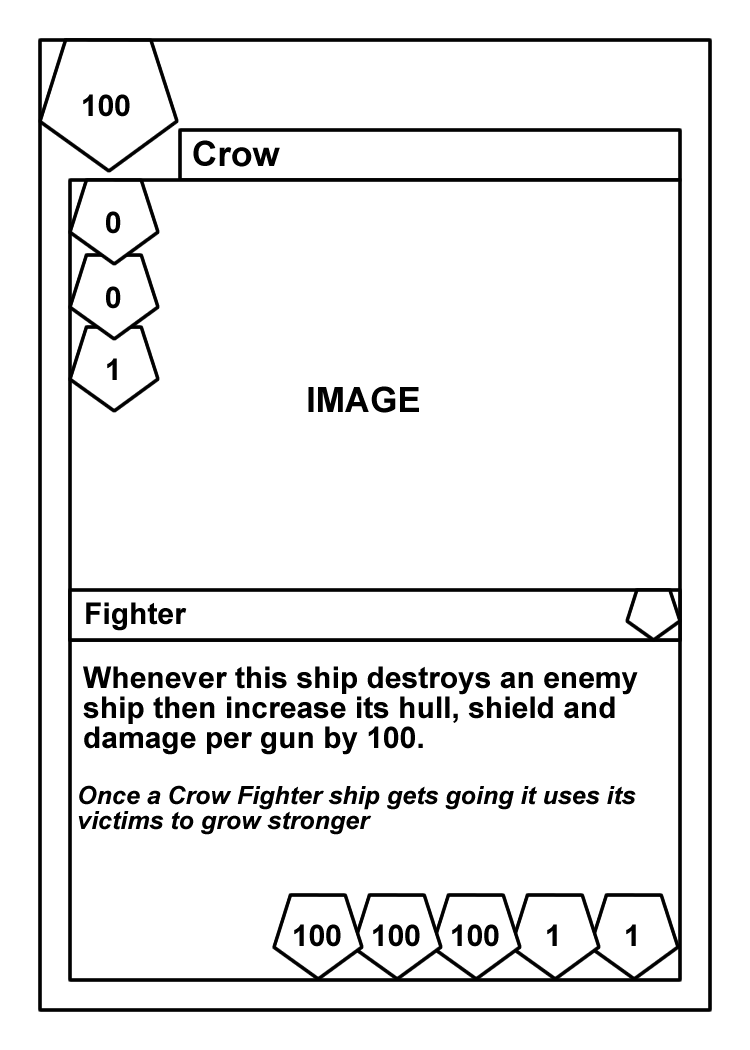 100
Crow
0
0
1
IMAGE
Fighter
Whenever this ship destroys an enemy
ship then increase its hull, shield and
damage per gun by 100.
Once a Crow Fighter ship gets going it uses its
victims to grow stronger
100 100 100 1 1